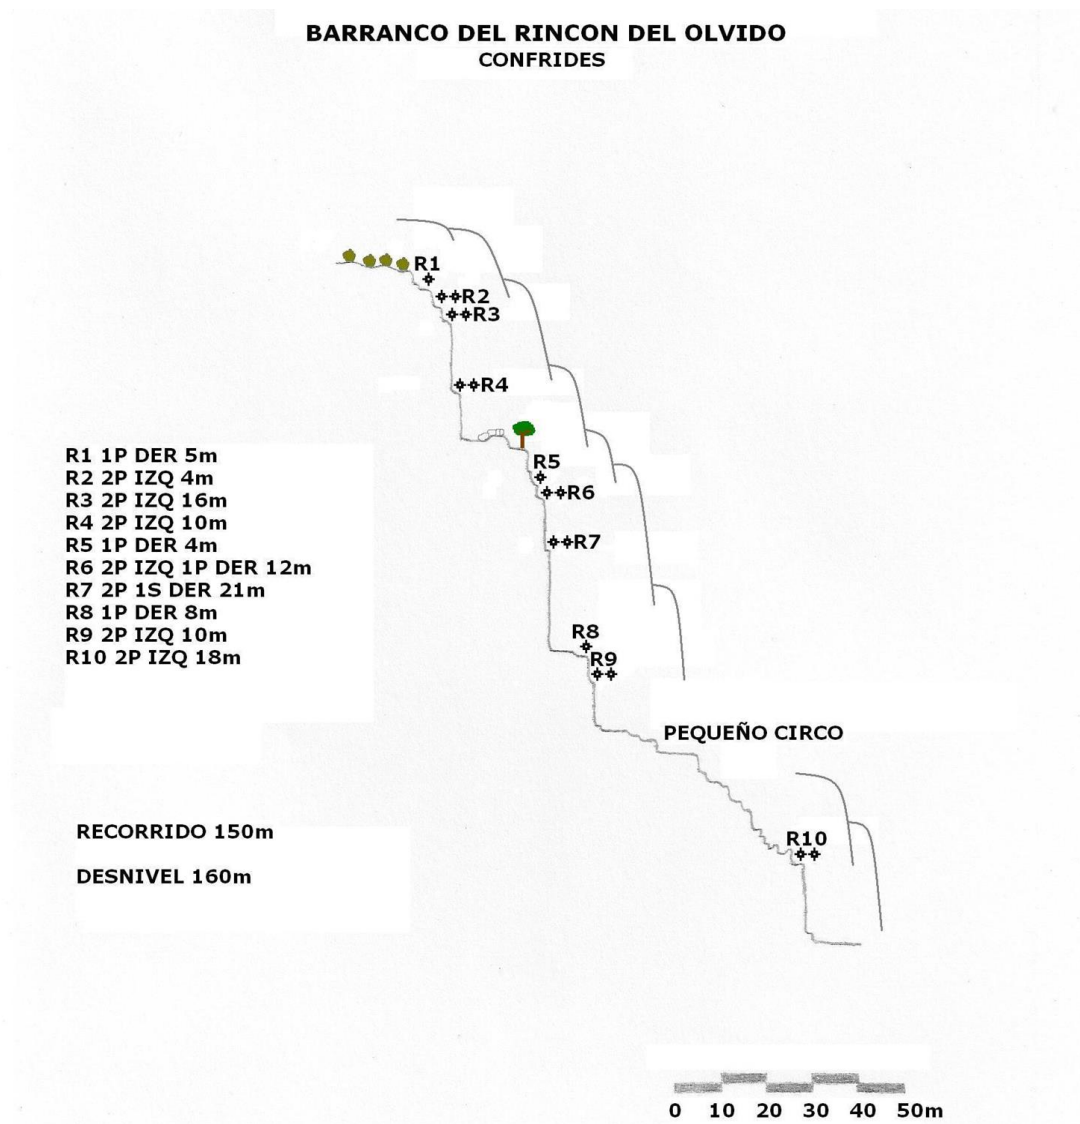 BARRANCO DEL RINCON DEL OLVIDO
CONFRIDES
R1
R2
R3
R4
R5
R6
R7
R8
R9
R1 1P DER 5m
R2 2P IZQ 4m
R3 2P IZQ 16m
R4 2P IZQ 10m
R5 1P DER 4m
R6 2P IZQ 1P DER 12m
R7 2P 1S DER 21m
R8 1P DER 8m
R9 2P IZQ 10m
R10 2P IZQ 18m
PEQUEÑO CIRCO
R10
RECORRIDO 150m
DESNIVEL 160m
0 10 20 30 40 50m